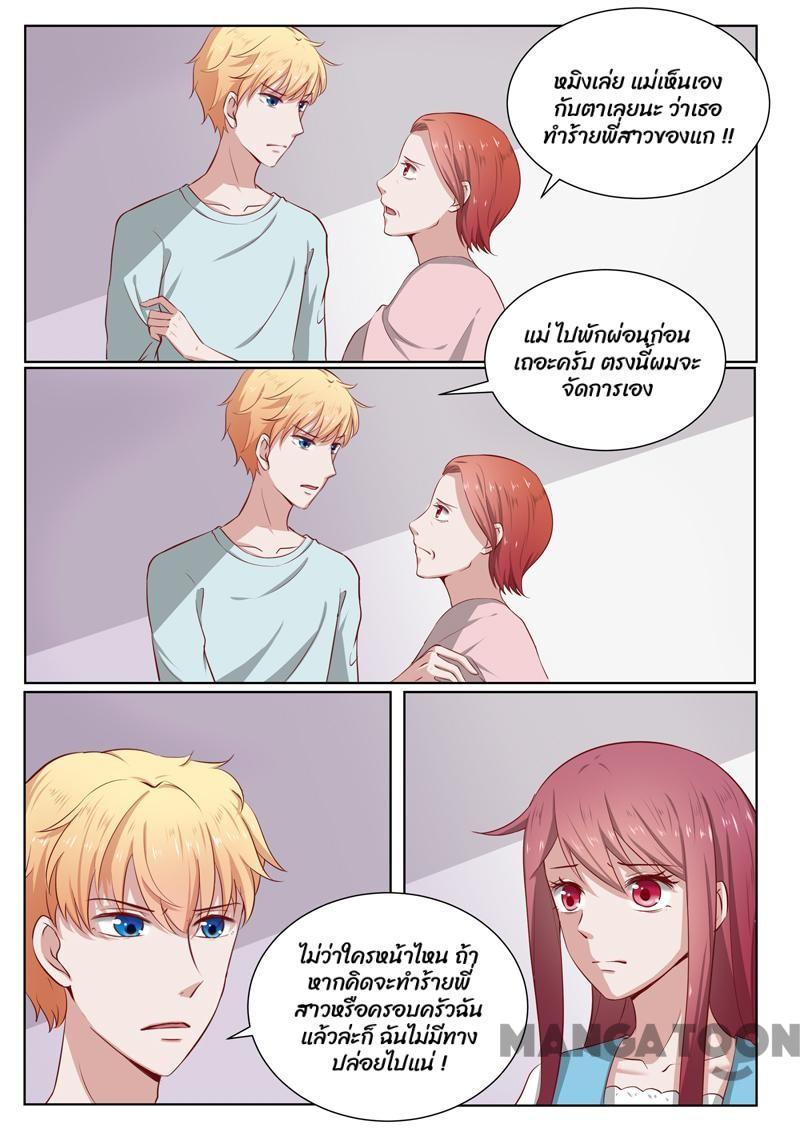 หมิงเล่ย แม่เห็นเอง
กับตาเลยนะ ว่าเธอ
ทำร้ายพี่สาวของแก !!
แม่ ไปพักผ่อนก่อน
เถอะครับ ตรงนี้ผมจะ
จัดการเอง
ไม่ว่าใครหน้าไหน ถ้า
หากคิดจะทำร้ายพี่
สาวหรือครอบครัวฉัน
แล้วล่ะก็ ฉันไม่มีทาง
ปล่อยไปแน่ !
MANGATOON